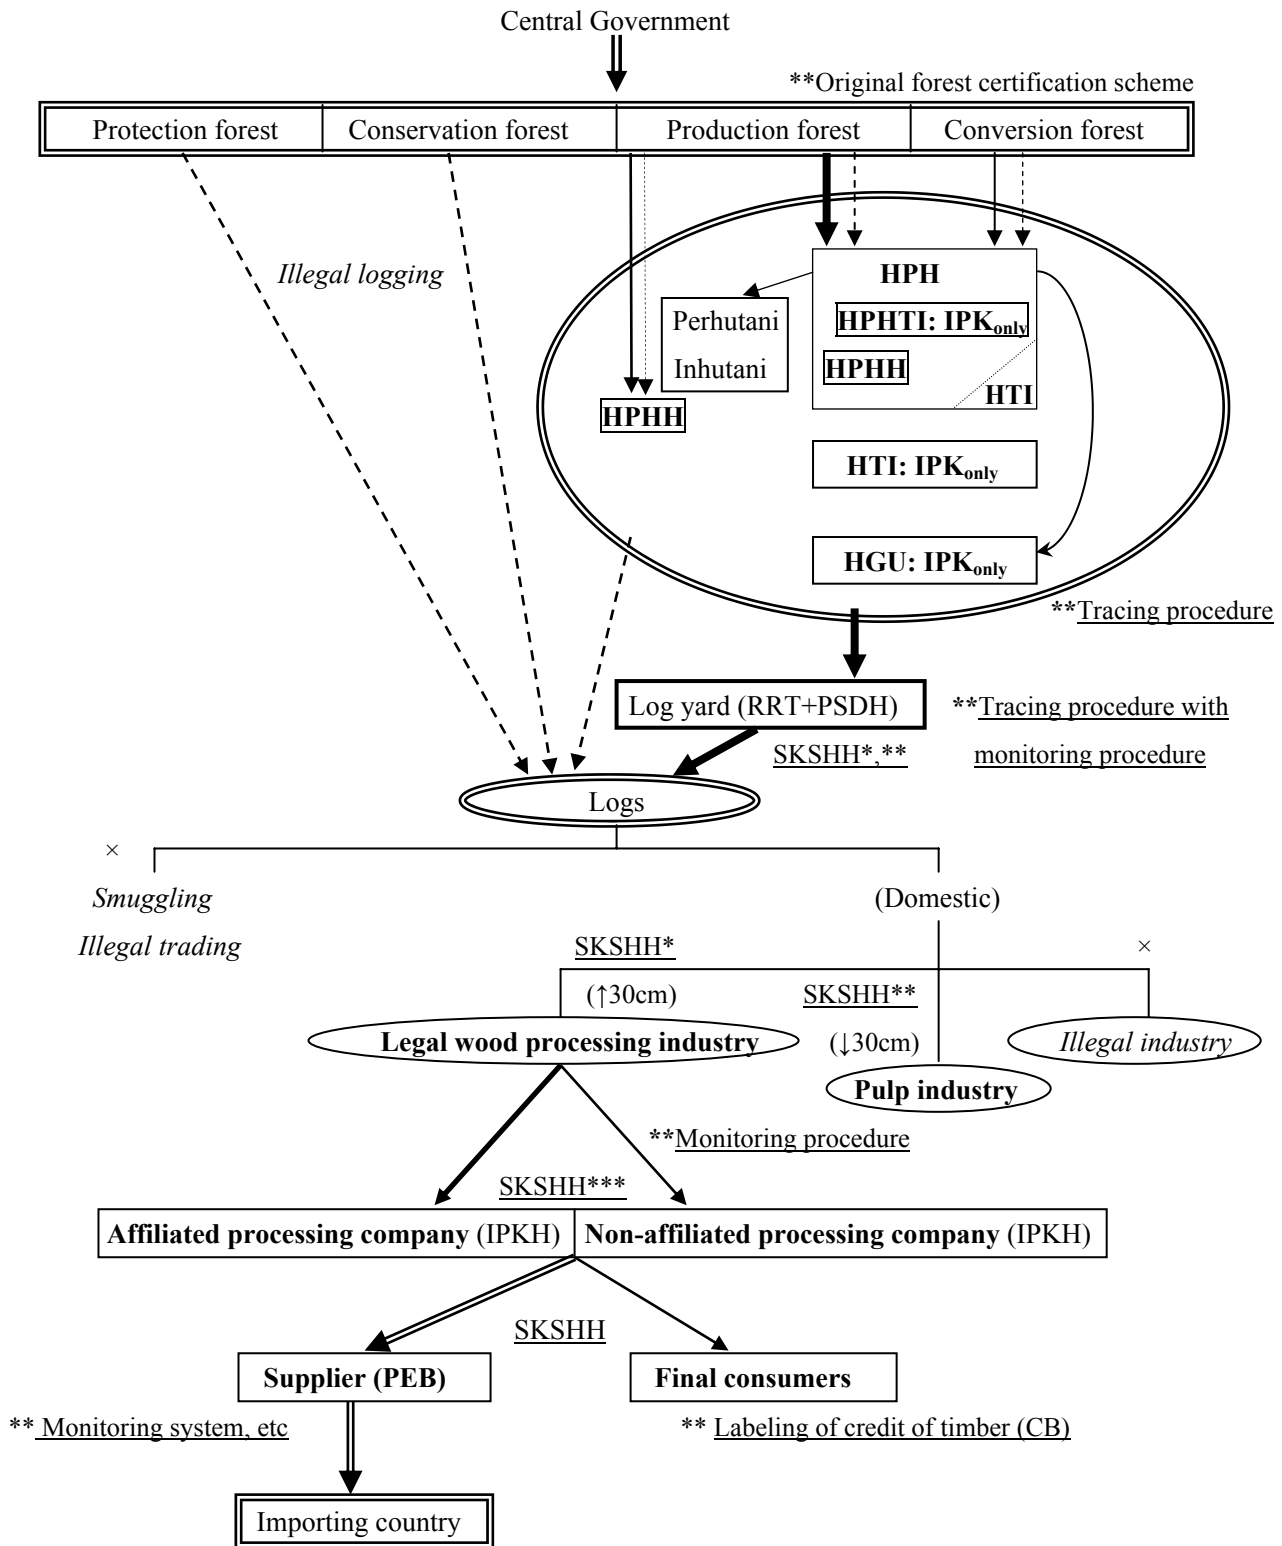 Central Government
**Original forest certification scheme
Protection forest
Conservation forest
Production forest
Conversion forest
Illegal logging
HPH
Perhutani
Inhutani
HPHTI: IPKonly
HPHH
HTI
HPHH
HTI: IPKonly
HGU: IPKonly
**Tracing procedure
Log yard (RRT+PSDH)
**Tracing procedure with
monitoring procedure
SKSHH*,**
Logs
×
Smuggling
Illegal trading
(Domestic)
SKSHH*
×
(↑30cm)
SKSHH**
Legal wood processing industry
(↓30cm)
Illegal industry
Pulp industry
**Monitoring procedure
SKSHH***
Affiliated processing company (IPKH)
Non-affiliated processing company (IPKH)
SKSHH
Supplier (PEB)
Final consumers
** Monitoring system, etc
** Labeling of credit of timber (CB)
Importing country